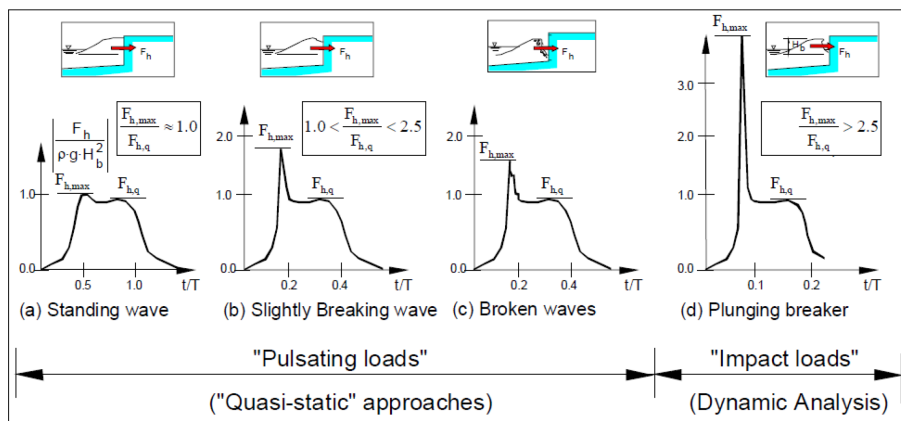 F_h
F_h
F_h
H_b
F_h
|F_h / ρ·g·H_b^2|
F_h,max / F_h,q ≈ 1.0
1.0
0.0
F_h,max
F_h,q
0.5
1.0
t/T
(a) Standing wave
1.0 < F_h,max / F_h,q < 2.5
2.0
1.0
0.0
F_h,max
F_h,q
0.2
0.4
t/T
(b) Slightly Breaking wave
2.0
1.0
0.0
F_h,max
F_h,q
0.2
0.4
t/T
(c) Broken waves
F_h,max
F_h,max / F_h,q > 2.5
3.0
2.0
1.0
0.0
F_h,q
0.1
0.2
t/T
(d) Plunging breaker
"Pulsating loads"
("Quasi-static" approaches)
"Impact loads"
(Dynamic Analysis)